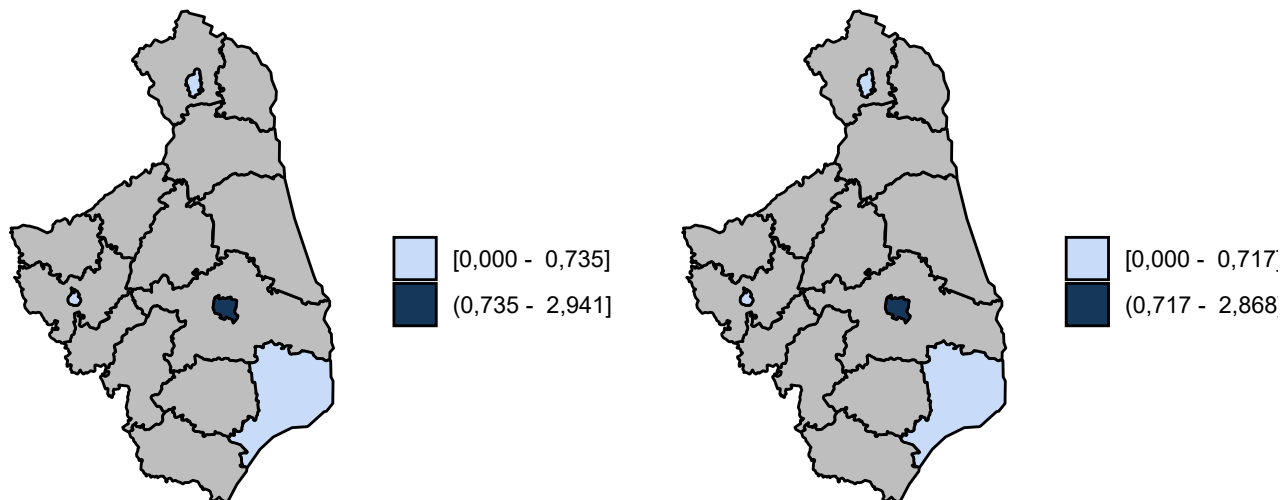 [0,000 - 0,735]
(0,735 - 2,941]
[0,000 - 0,717]
(0,717 - 2,868]